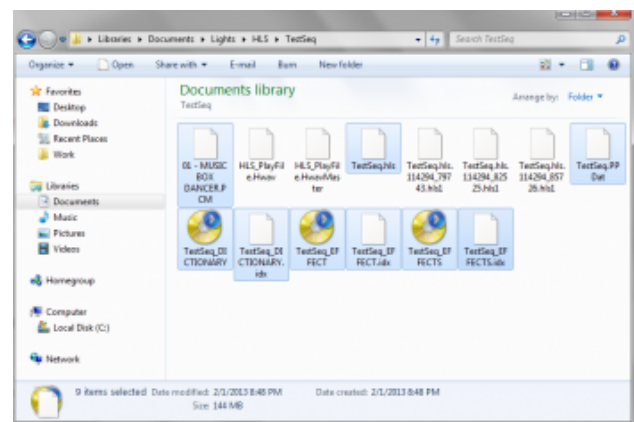 Libraries ▸ Documents ▸ Lights ▸ HLS ▸ TestSeq
Search TestSeq
Organize Open Share with E-mail Burn New folder
Favorites
Desktop
Downloads
Recent Places
Work
Libraries
Documents
Music
Pictures
Videos
Homegroup
Computer
Local Disk (C:)
Network
Documents library
TestSeq
Arrange by: Folder
01 - MUSIC
BOX
DANCER.P
CM
HLS_PlayFil
e.Hwav
HLS_PlayFil
e.HwavMas
ter
TestSeq.hls
TestSeq.hls.
114294_797
43.hls1
TestSeq.hls.
114294_825
25.hls1
TestSeq.hls.
114294_857
26.hls1
TestSeq.PP
Dat
TestSeq_DI
CTIONARY
TestSeq_DI
CTIONARY.
idx
TestSeq_EF
FECT
TestSeq_EF
FECT.idx
TestSeq_EF
FECTS
TestSeq_EF
FECTS.idx
9 items selected Date modified: 2/1/2013 8:48 PM Date created: 2/1/2013 8:48 PM
Size: 144 MB